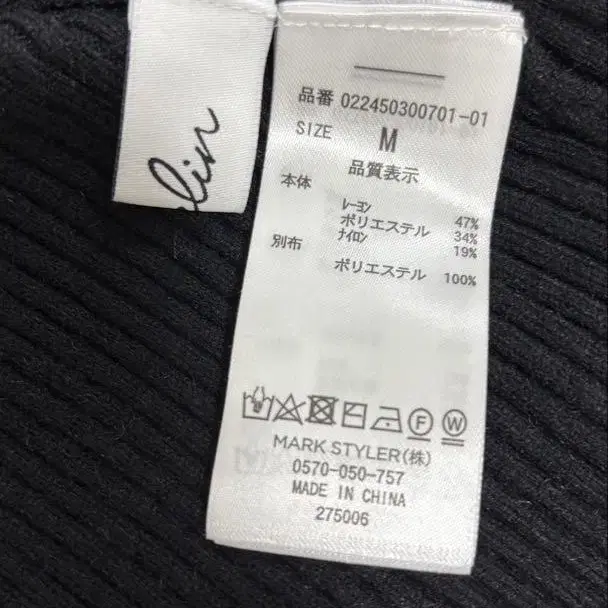 lin
品番 022450300701-01
SIZE M
品質表示
本体 レーヨン 47%
ポリエステル 34%
ナイロン 19%
別布
ポリエステル 100%
F W
MARK STYLER(株)
0570-050-757
MADE IN CHINA
275006